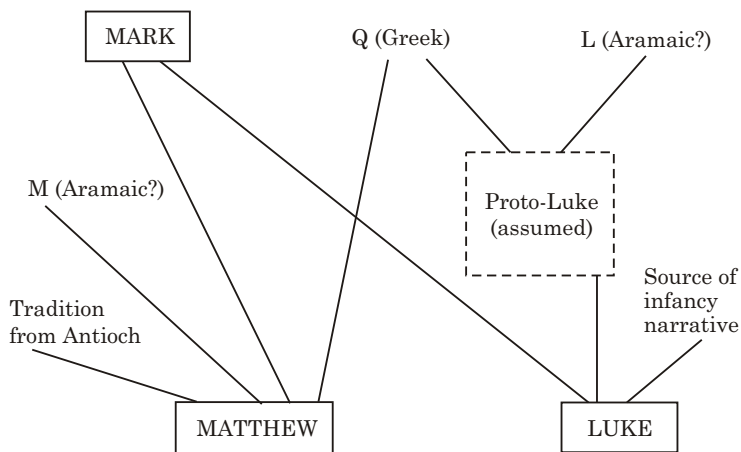 MARK
Q (Greek)
L (Aramaic?)
M (Aramaic?)
Proto-Luke
(assumed)
Source of
infancy
narrative
Tradition
from Antioch
MATTHEW
LUKE